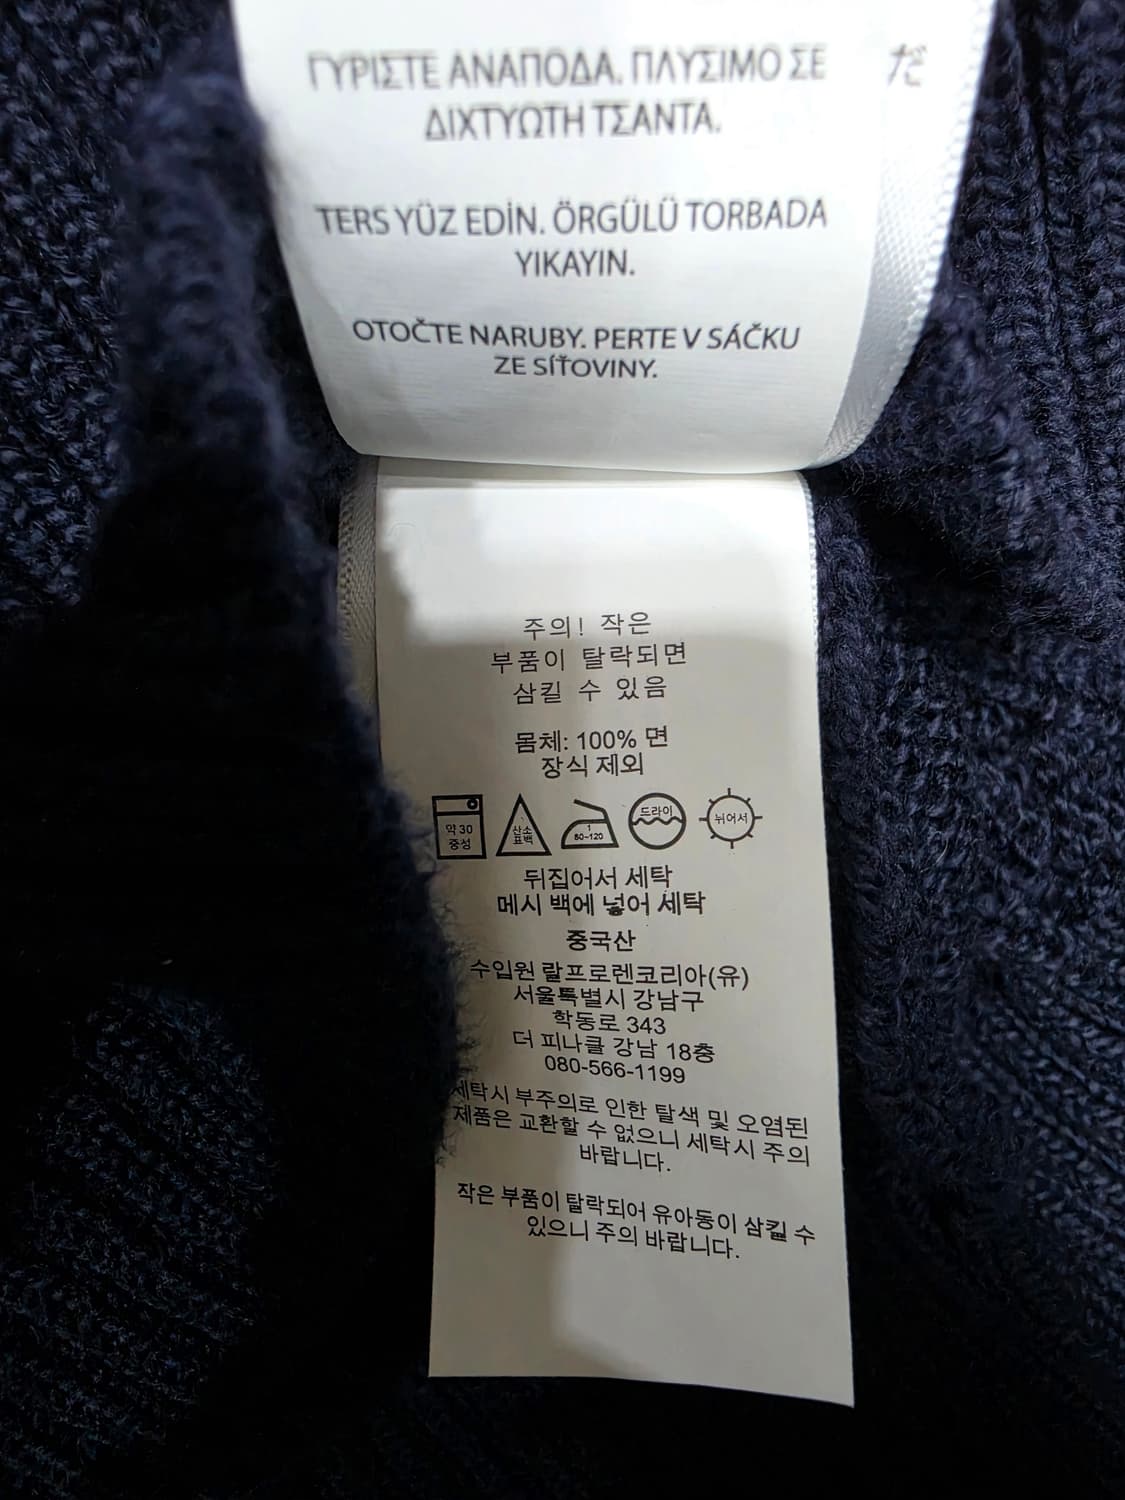 ΓΥΡΙΣΤΕ ΑΝΑΠΟΔΑ. ΠΛΥΣΙΜΟ ΣΕ
ΔΙΧΤΥΩΤΗ ΤΣΑΝΤΑ.
TERS YÜZ EDİN. ÖRGÜLÜ TORBADA
YIKAYIN.
OTOČTE NARUBY. PERTE V SÁČKU
ZE SÍŤOVINY.
주의! 작은
부품이 탈락되면
삼킬 수 있음
몸체: 100% 면
장식 제외
약 30
중성
산소
표백
1
80~120
드라이
뉘어서
뒤집어서 세탁
메시 백에 넣어 세탁
중국산
수입원 랄프로렌코리아(유)
서울특별시 강남구
학동로 343
더 피나클 강남 18층
080-566-1199
세탁시 부주의로 인한 탈색 및 오염된
제품은 교환할 수 없으니 세탁시 주의
바랍니다.
작은 부품이 탈락되어 유아등이 삼킬 수
있으니 주의 바랍니다.